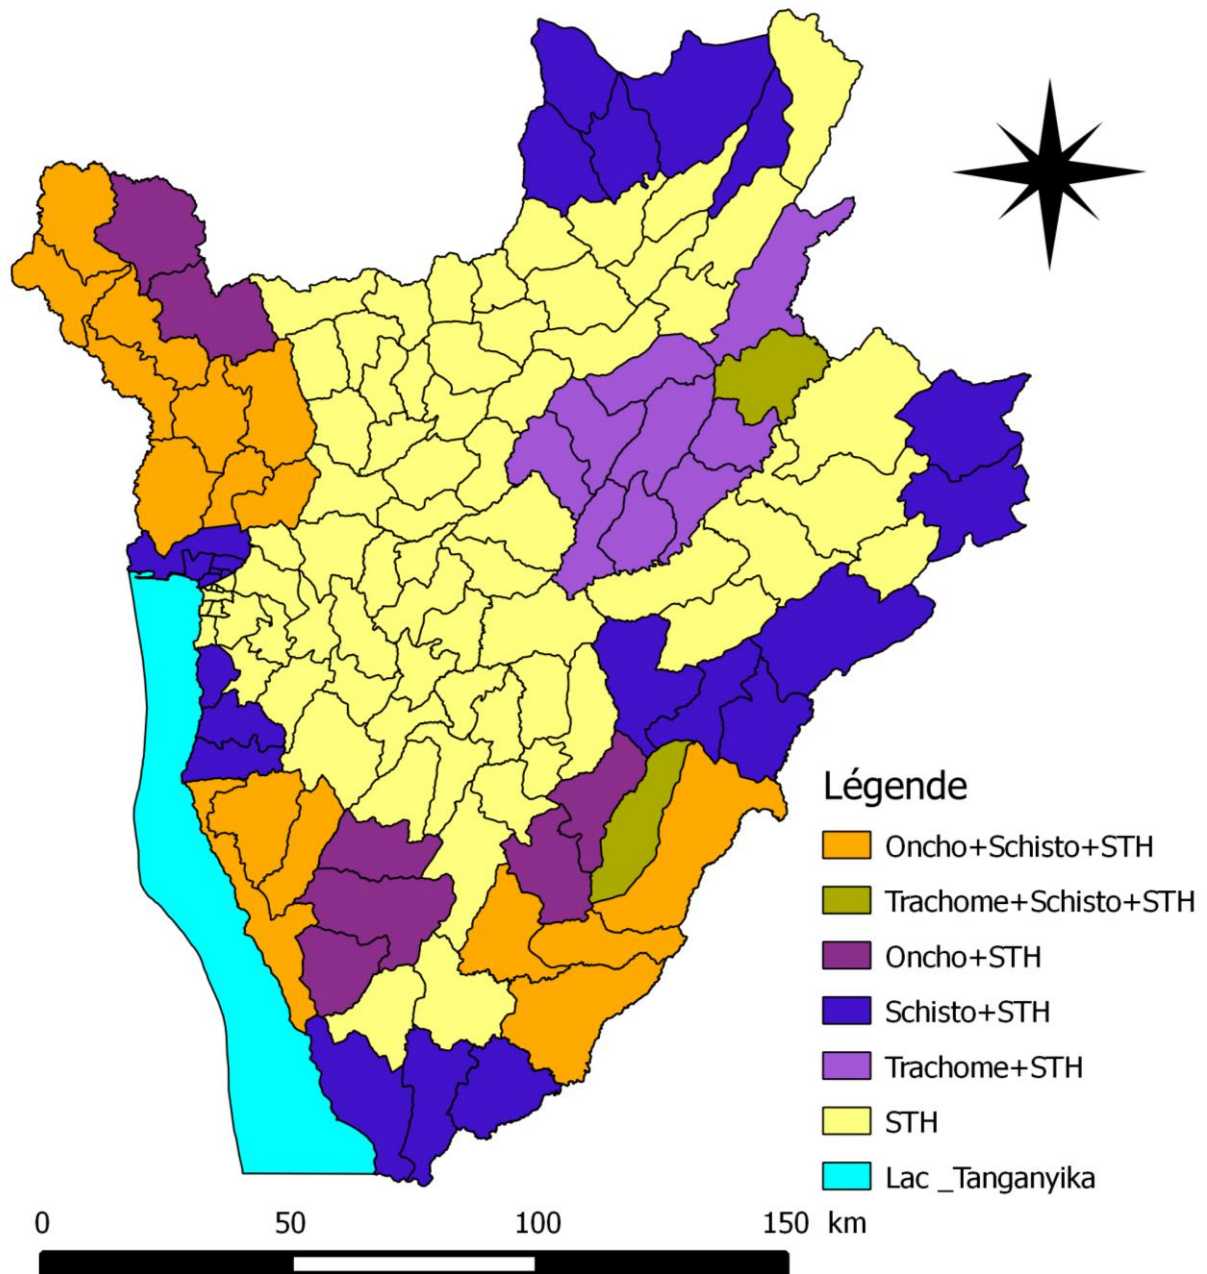 Légende
Oncho+Schisto+STH
Trachome+Schisto+STH
Oncho+STH
Schisto+STH
Trachome+STH
STH
Lac _Tanganyika
0 50 100 150 km